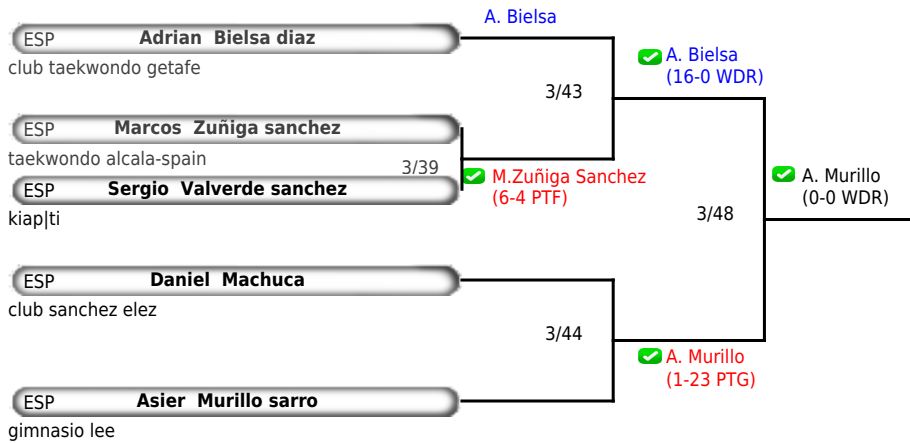 A. Bielsa
ESP Adrian Bielsa diaz
club taekwondo getafe
A. Bielsa
(16-0 WDR)
3/43
ESP Marcos Zuñiga sanchez
taekwondo alcala-spain
3/39
M.Zuñiga Sanchez
(6-4 PTF)
A. Murillo
(0-0 WDR)
ESP Sergio Valverde sanchez
kiap|ti
3/48
ESP Daniel Machuca
club sanchez elez
3/44
A. Murillo
(1-23 PTG)
ESP Asier Murillo sarro
gimnasio lee